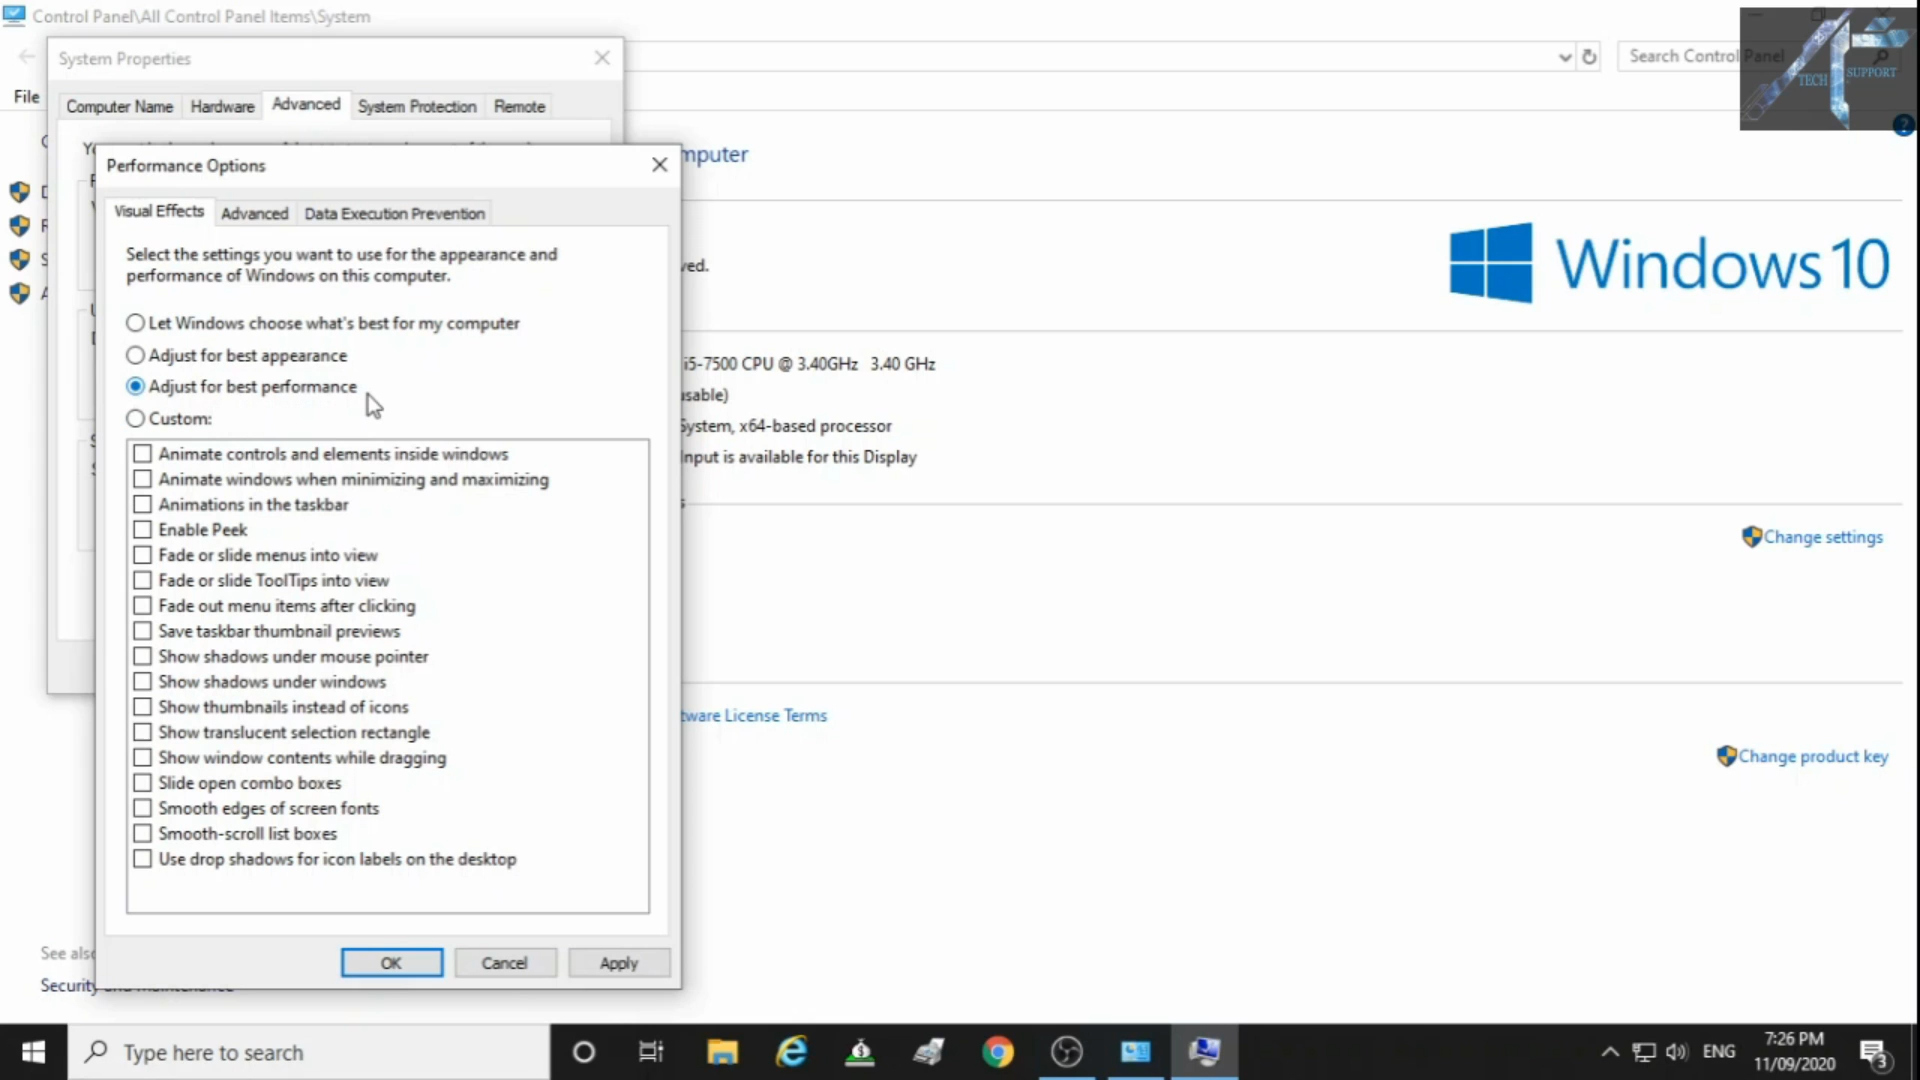 Control Panel\All Control Panel Items\System
System Properties
Search Control Panel
TECH SUPPORT
File
Computer Name
Hardware
Advanced
System Protection
Remote
Performance Options
mputer
Visual Effects
Advanced
Data Execution Prevention
Select the settings you want to use for the appearance and
performance of Windows on this computer.
ved.
Windows 10
Let Windows choose what's best for my computer
Adjust for best appearance
i5-7500 CPU @ 3.40GHz 3.40 GHz
Adjust for best performance
usable)
Custom:
System, x64-based processor
Animate controls and elements inside windows
Input is available for this Display
Animate windows when minimizing and maximizing
Animations in the taskbar
Enable Peek
Change settings
Fade or slide menus into view
Fade or slide ToolTips into view
Fade out menu items after clicking
Save taskbar thumbnail previews
Show shadows under mouse pointer
Show shadows under windows
Show thumbnails instead of icons
tware License Terms
Show translucent selection rectangle
Show window contents while dragging
Change product key
Slide open combo boxes
Smooth edges of screen fonts
Smooth-scroll list boxes
Use drop shadows for icon labels on the desktop
See also
OK
Cancel
Apply
Security and Maintenance
Type here to search
ENG
7:26 PM
11/09/2020
3